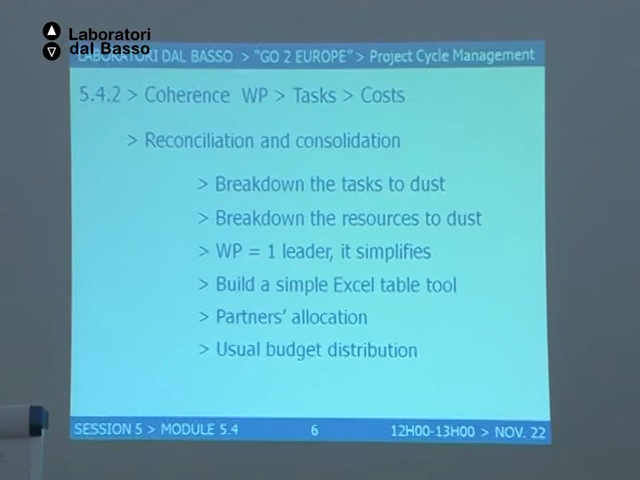 Laboratori
dal Basso
LABORATORI DAL BASSO > "GO 2 EUROPE" > Project Cycle Management
5.4.2 > Coherence WP > Tasks > Costs
> Reconciliation and consolidation
> Breakdown the tasks to dust
> Breakdown the resources to dust
> WP = 1 leader, it simplifies
> Build a simple Excel table tool
> Partners' allocation
> Usual budget distribution
SESSION 5 > MODULE 5.4 6 12H00-13H00 > NOV. 22